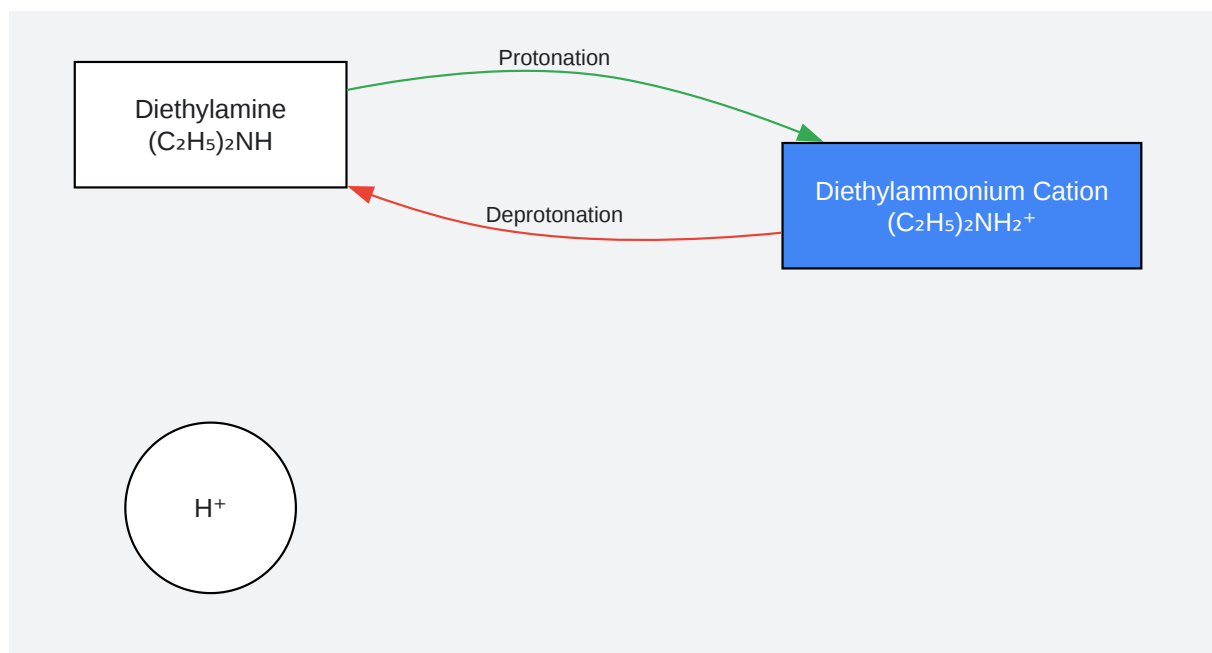 Protonation
Diethylamine
(C₂H₅)₂NH
Diethylammonium Cation
(C₂H₅)₂NH₂⁺
Deprotonation
H⁺